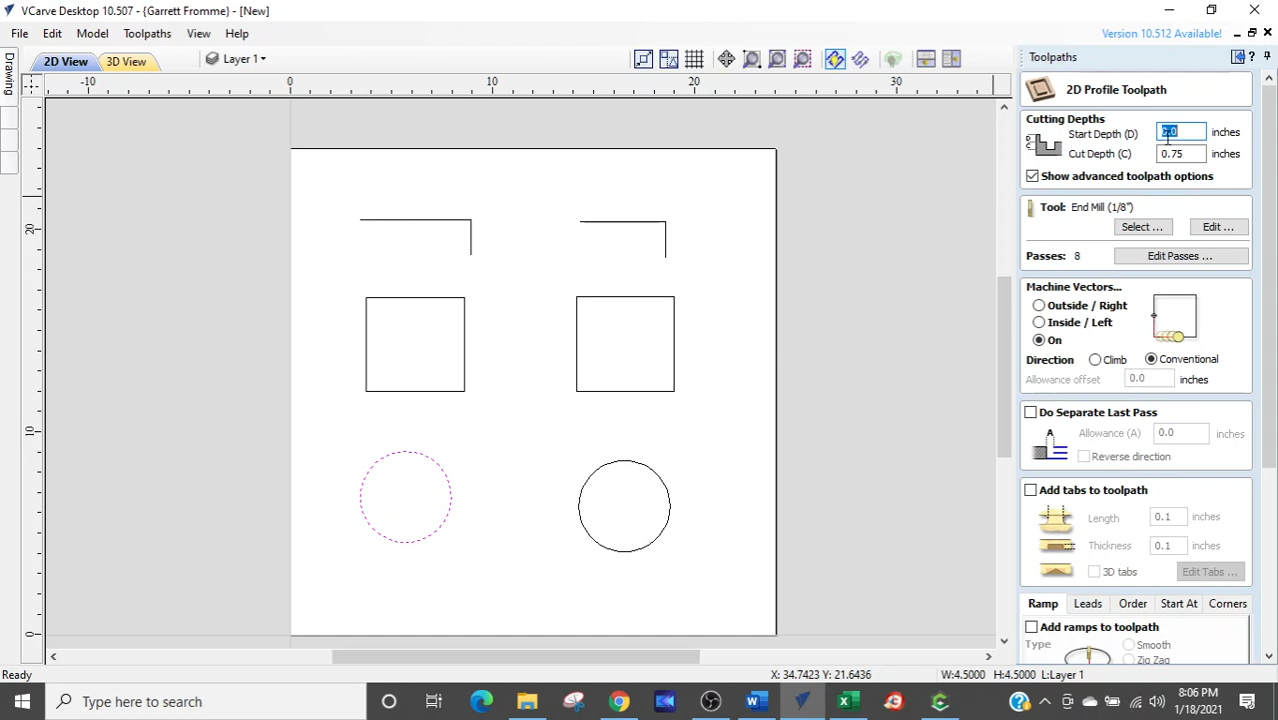 VCarve Desktop 10.507 - {Garrett Fromme} - [New]
File Edit Model Toolpaths View Help
Version 10.512 Available!
2D View 3D View Layer 1
Drawing
-10 0 10 20 30
20
10
0
Toolpaths
2D Profile Toolpath
Cutting Depths
Start Depth (D) 0.0 inches
Cut Depth (C) 0.75 inches
Show advanced toolpath options
Tool: End Mill (1/8")
Select ... Edit ...
Passes: 8 Edit Passes ...
Machine Vectors...
Outside / Right
Inside / Left
On
Direction Climb Conventional
Allowance offset 0.0 inches
Do Separate Last Pass
A Allowance (A) 0.0 inches
Reverse direction
Add tabs to toolpath
Length 0.1 inches
Thickness 0.1 inches
3D tabs Edit Tabs ...
Ramp Leads Order Start At Corners
Add ramps to toolpath
Type Smooth
Zig Zag
Ready X: 34.7423 Y: 21.6436 W:4.5000 H:4.5000 L:Layer 1
Type here to search
8:06 PM
1/18/2021